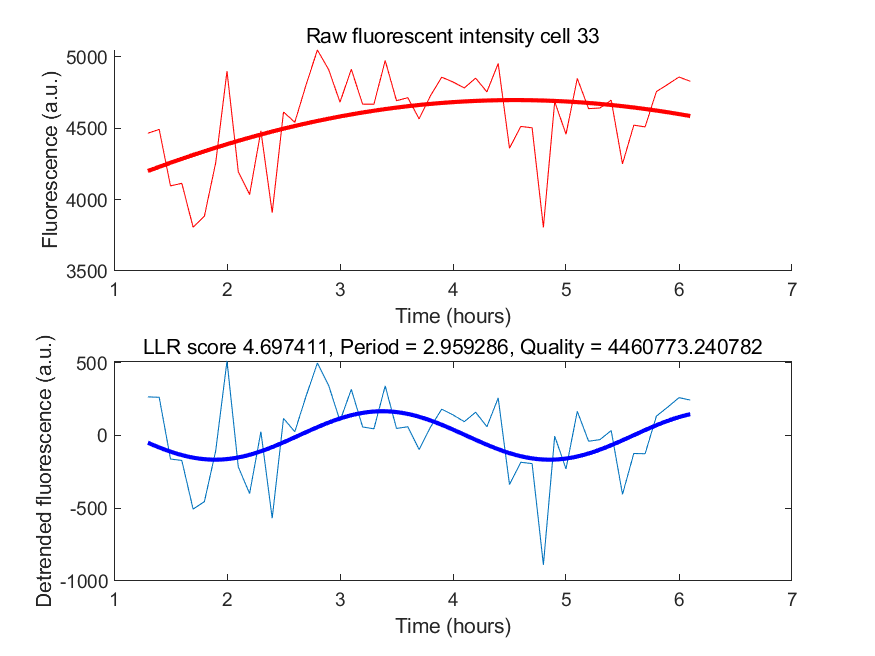 Raw fluorescent intensity cell 33
5000
4500
4000
3500
Fluorescence (a.u.)
1 2 3 4 5 6 7
Time (hours)
LLR score 4.697411, Period = 2.959286, Quality = 4460773.240782
500
0
-500
-1000
Detrended fluorescence (a.u.)
1 2 3 4 5 6 7
Time (hours)